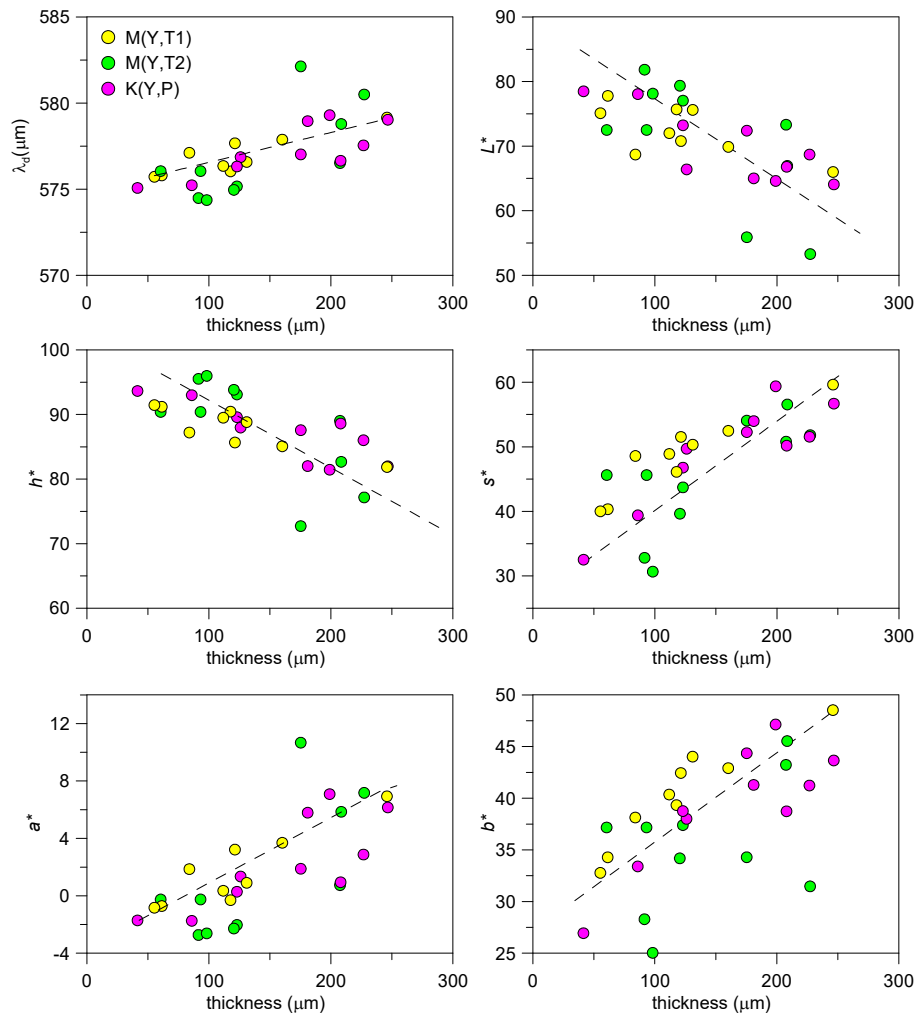 585
580
575
570
λd(μm)
M(Y,T1)
M(Y,T2)
K(Y,P)
0 100 200 300
thickness (μm)
90
80
70
60
50
L*
0 100 200 300
thickness (μm)
100
90
80
70
60
h*
0 100 200 300
thickness (μm)
60
50
40
30
s*
0 100 200 300
thickness (μm)
12
8
4
0
-4
a*
0 100 200 300
thickness (μm)
50
45
40
35
30
25
b*
0 100 200 300
thickness (μm)